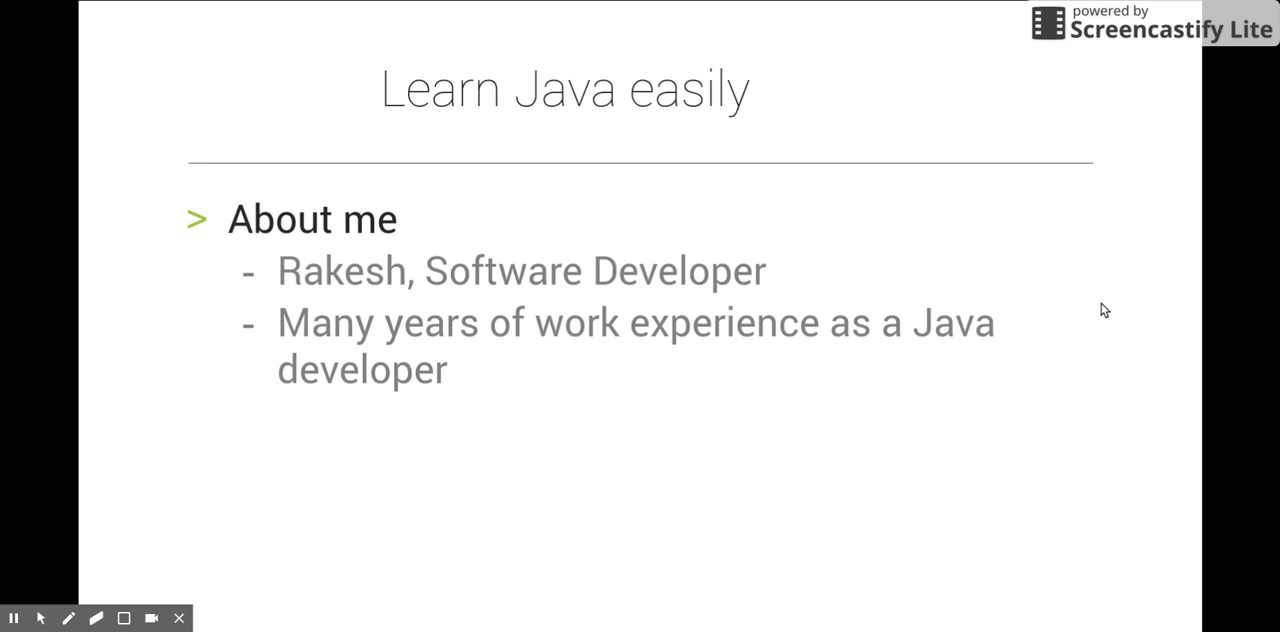 powered by
Screencastify Lite
Learn Java easily
> About me
- Rakesh, Software Developer
- Many years of work experience as a Java
developer